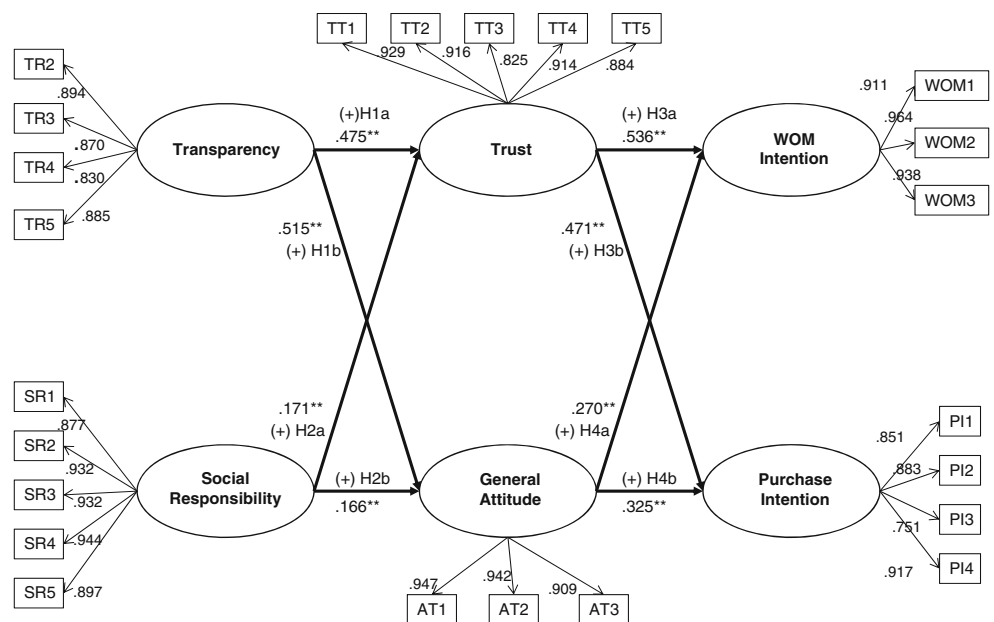 TT1
TT2
TT3
TT4
TT5
.929
.916
.825
.914
.884
TR2
TR3
TR4
TR5
.894
.870
.830
.885
Transparency
(+)H1a
.475**
Trust
(+) H3a
.536**
WOM
Intention
.911
.964
.938
WOM1
WOM2
WOM3
.515**
(+) H1b
.471**
(+) H3b
SR1
SR2
SR3
SR4
SR5
.877
.932
.932
.944
.897
.171**
(+) H2a
.270**
(+) H4a
Social
Responsibility
(+) H2b
.166**
General
Attitude
(+) H4b
.325**
Purchase
Intention
.851
.883
.751
.917
PI1
PI2
PI3
PI4
.947
.942
.909
AT1
AT2
AT3